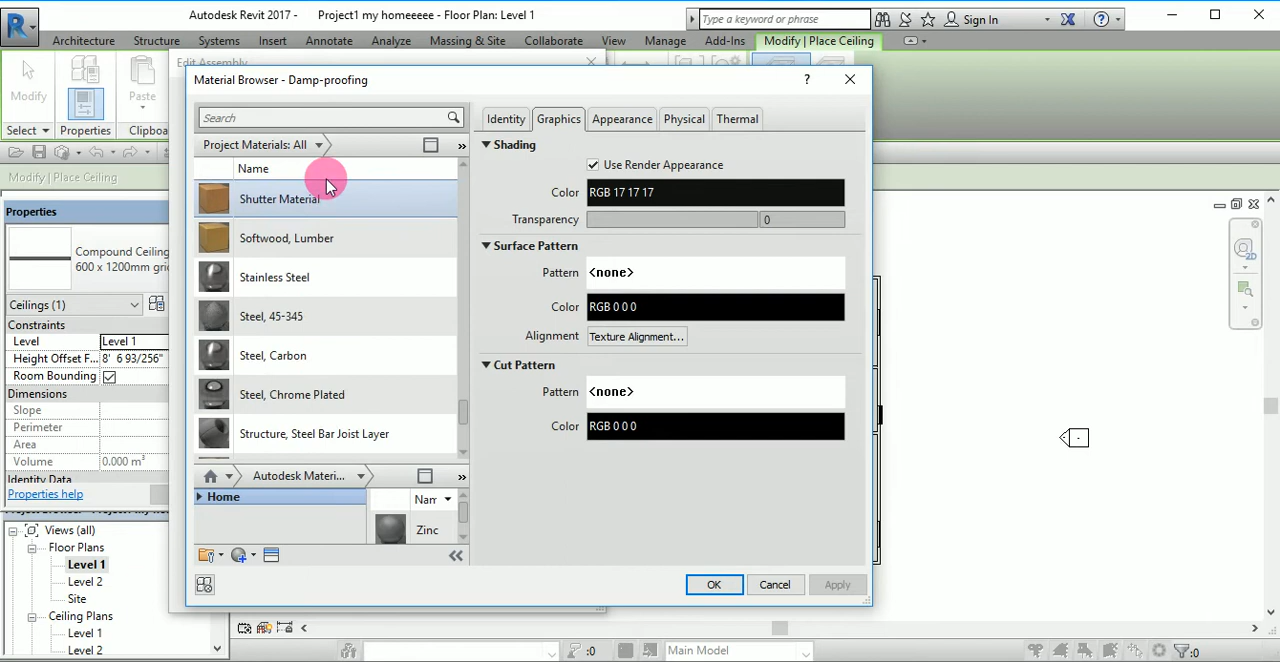 Autodesk Revit 2017 - Project1 my homeeeee - Floor Plan: Level 1
Type a keyword or phrase
Sign In
Architecture Structure Systems Insert Annotate Analyze Massing & Site Collaborate View Manage Add-Ins Modify | Place Ceiling
Edit Assembly
Modify
Paste
Select Properties Clipboa
Modify | Place Ceiling
Material Browser - Damp-proofing
Search
Project Materials: All
Name
Shutter Material
Softwood, Lumber
Stainless Steel
Steel, 45-345
Steel, Carbon
Steel, Chrome Plated
Structure, Steel Bar Joist Layer
Autodesk Materi...
Home
Nam
Zinc
Identity Graphics Appearance Physical Thermal
Shading
Use Render Appearance
Color RGB 17 17 17
Transparency 0
Surface Pattern
Pattern <none>
Color RGB 0 0 0
Alignment Texture Alignment...
Cut Pattern
Pattern <none>
Color RGB 0 0 0
OK Cancel Apply
Properties
Compound Ceiling
600 x 1200mm grid
Ceilings (1)
Constraints
Level Level 1
Height Offset F... 8' 6 93/256"
Room Bounding
Dimensions
Slope
Perimeter
Area
Volume 0.000 m³
Identity Data
Properties help
Views (all)
Floor Plans
Level 1
Level 2
Site
Ceiling Plans
Level 1
Level 2
:0
Main Model
:0
2D